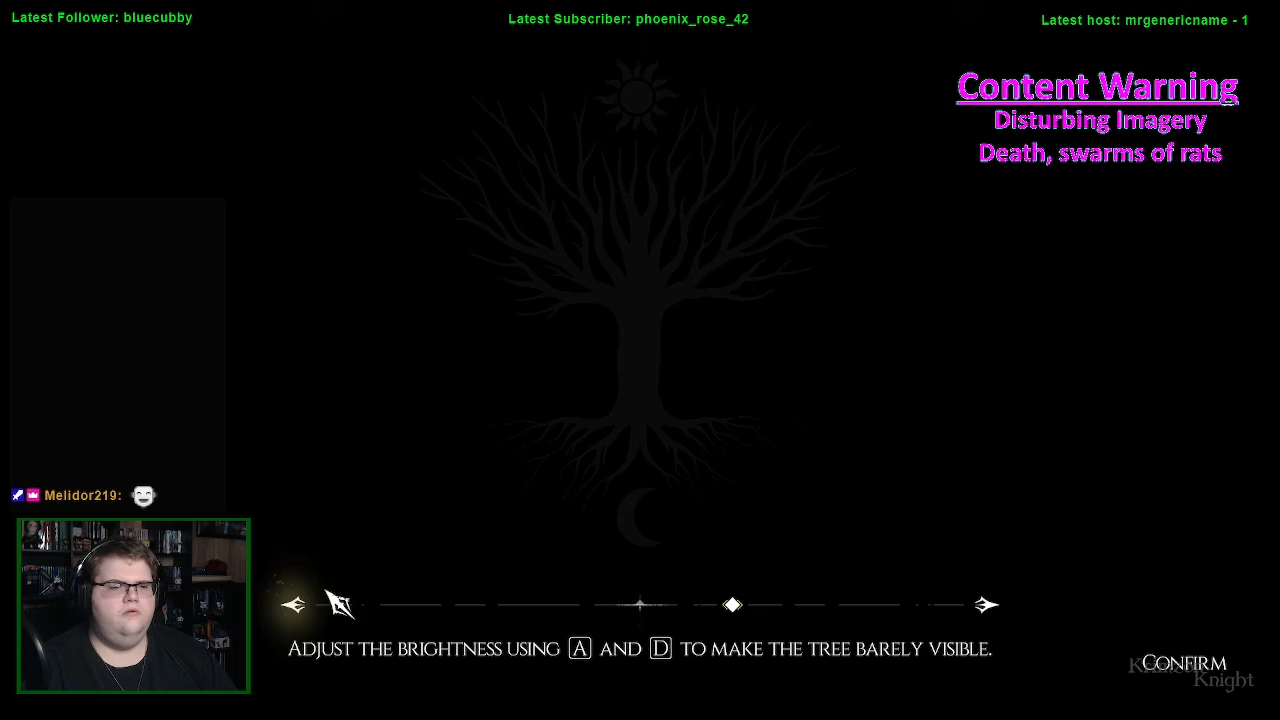 Latest Follower: bluecubby
Latest Subscriber: phoenix_rose_42
Latest host: mrgenericname - 1
Content Warning
Disturbing Imagery
Death, swarms of rats
Melidor219:
ADJUST THE BRIGHTNESS USING A AND D TO MAKE THE TREE BARELY VISIBLE.
CONFIRM
Knight